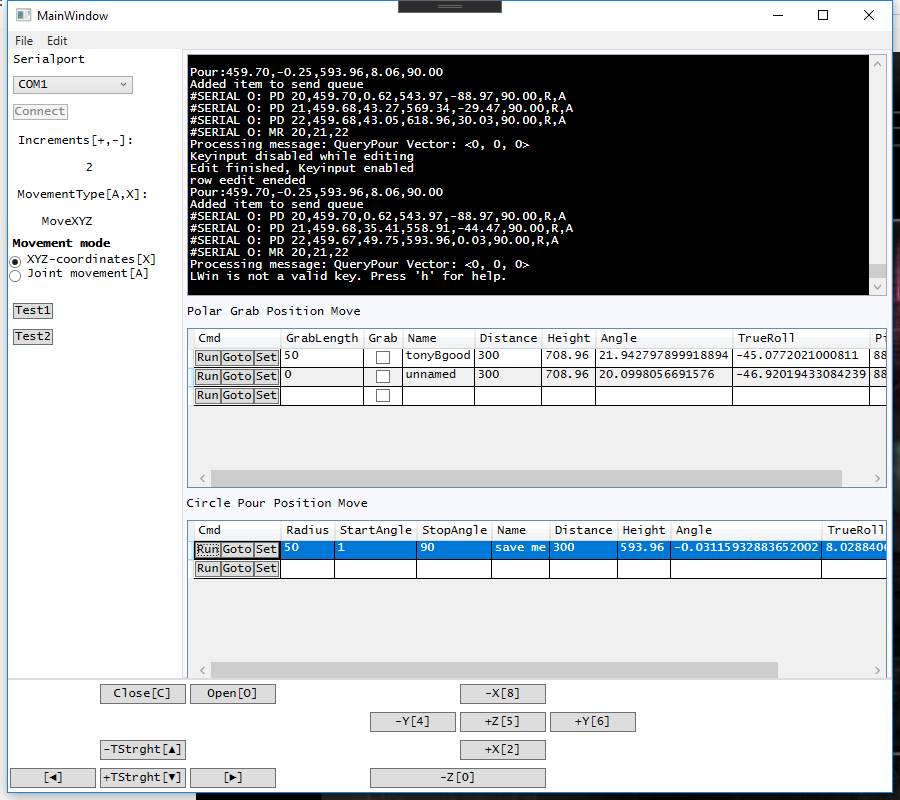 MainWindow
File Edit
Serialport
COM1
Connect
Increments[+,-]:
2
MovementType[A,X]:
MoveXYZ
Movement mode
XYZ-coordinates[X]
Joint movement[A]
Test1
Test2
Pour:459.70,-0.25,593.96,8.06,90.00
Added item to send queue
#SERIAL O: PD 20,459.70,0.62,543.97,-88.97,90.00,R,A
#SERIAL O: PD 21,459.68,43.27,569.34,-29.47,90.00,R,A
#SERIAL O: PD 22,459.68,43.05,618.96,30.03,90.00,R,A
#SERIAL O: MR 20,21,22
Processing message: QueryPour Vector: <0, 0, 0>
Keyinput disabled while editing
Edit finished, Keyinput enabled
row eedit eneded
Pour:459.70,-0.25,593.96,8.06,90.00
Added item to send queue
#SERIAL O: PD 20,459.70,0.62,543.97,-88.97,90.00,R,A
#SERIAL O: PD 21,459.68,35.41,558.91,-44.47,90.00,R,A
#SERIAL O: PD 22,459.67,49.75,593.96,0.03,90.00,R,A
#SERIAL O: MR 20,21,22
Processing message: QueryPour Vector: <0, 0, 0>
LWin is not a valid key. Press 'h' for help.
Polar Grab Position Move
Cmd GrabLength Grab Name Distance Height Angle TrueRoll Pi
Run Goto Set 50 tonyBgood 300 708.96 21.942797899918894 -45.0772021000811 88
Run Goto Set 0 unnamed 300 708.96 20.0998056691576 -46.92019433084239 88
Run Goto Set
Circle Pour Position Move
Cmd Radius StartAngle StopAngle Name Distance Height Angle TrueRoll
Run Goto Set 50 1 90 save me 300 593.96 -0.03115932883652002 8.0288400
Run Goto Set
Close[C] Open[O] -X[8]
-Y[4] +Z[5] +Y[6]
-TStrght[▲] +X[2]
[◄] +TStrght[▼] [►] -Z[0]